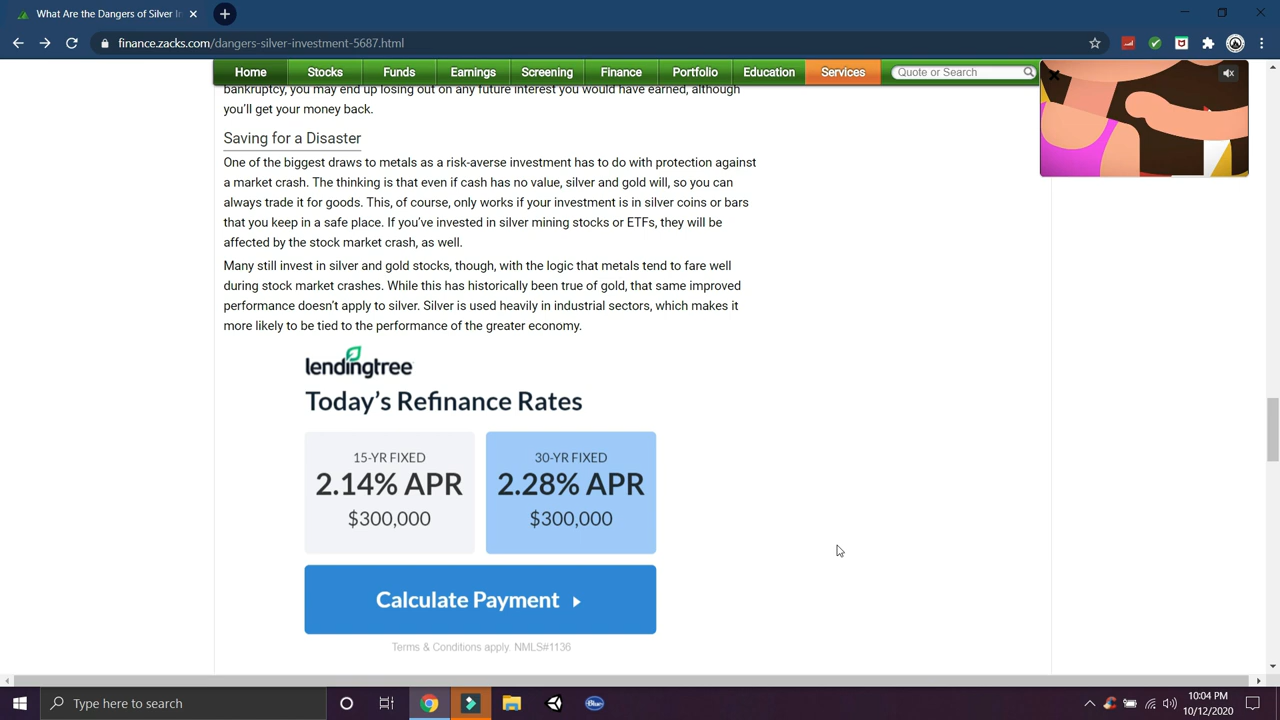 What Are the Dangers of Silver In
finance.zacks.com/dangers-silver-investment-5687.html
Home Stocks Funds Earnings Screening Finance Portfolio Education Services Quote or Search
bankruptcy, you may end up losing out on any future interest you would have earned, although
you'll get your money back.
Saving for a Disaster
One of the biggest draws to metals as a risk-averse investment has to do with protection against
a market crash. The thinking is that even if cash has no value, silver and gold will, so you can
always trade it for goods. This, of course, only works if your investment is in silver coins or bars
that you keep in a safe place. If you've invested in silver mining stocks or ETFs, they will be
affected by the stock market crash, as well.
Many still invest in silver and gold stocks, though, with the logic that metals tend to fare well
during stock market crashes. While this has historically been true of gold, that same improved
performance doesn't apply to silver. Silver is used heavily in industrial sectors, which makes it
more likely to be tied to the performance of the greater economy.
lendingtree
Today's Refinance Rates
15-YR FIXED 30-YR FIXED
2.14% APR 2.28% APR
$300,000 $300,000
Calculate Payment
Terms & Conditions apply. NMLS#1136
Type here to search
Blue
10:04 PM
10/12/2020